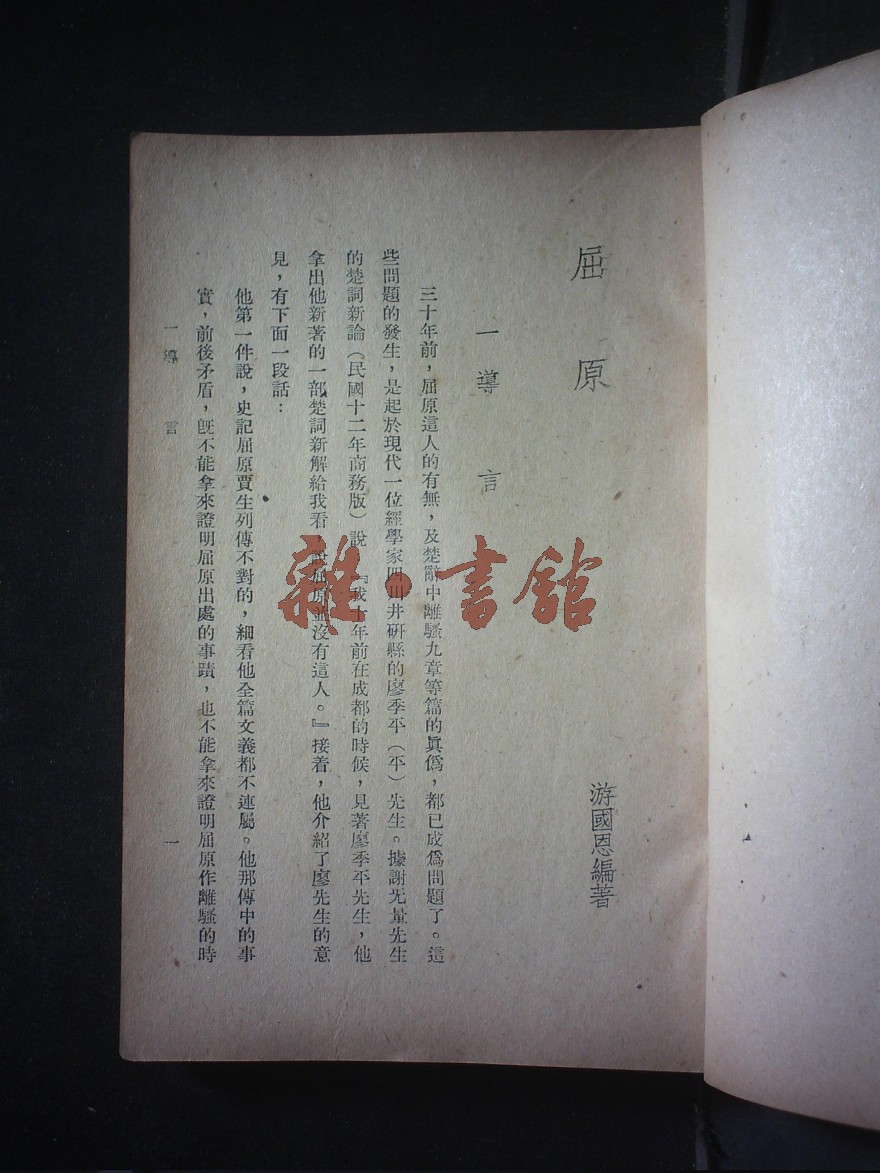 屈原
游國恩編著
一 導言
三十年前，屈原這人的有無，及楚辭中離騷九章等篇的眞僞，都已成爲問題了。這
些問題的發生，是起於現代一位經學家四川井研縣的廖季平（平）先生。據謝无量先生
的楚詞新論（民國十二年商務版）說：『我十年前在成都的時候，見著廖季平先生，他
拿出他新著的一部楚詞新解給我看，說屈原並沒有這人。』接着，他介紹了廖先生的意
見，有下面一段話：
他第一件說，史記屈原賈生列傳不對的，細看他全篇文義都不連屬。他那傳中的事
實，前後矛盾，旣不能拿來證明屈原出處的事蹟，也不能拿來證明屈原作離騷的時
一 導言
一
雜·書館